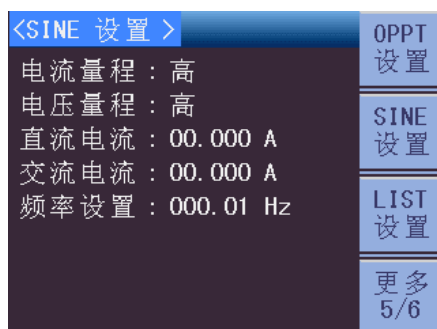 <SINE 设置 >
电流量程：高
电压量程：高
直流电流：00.000 A
交流电流：00.000 A
频率设置：000.01 Hz
OPPT
设置
SINE
设置
LIST
设置
更多
5/6